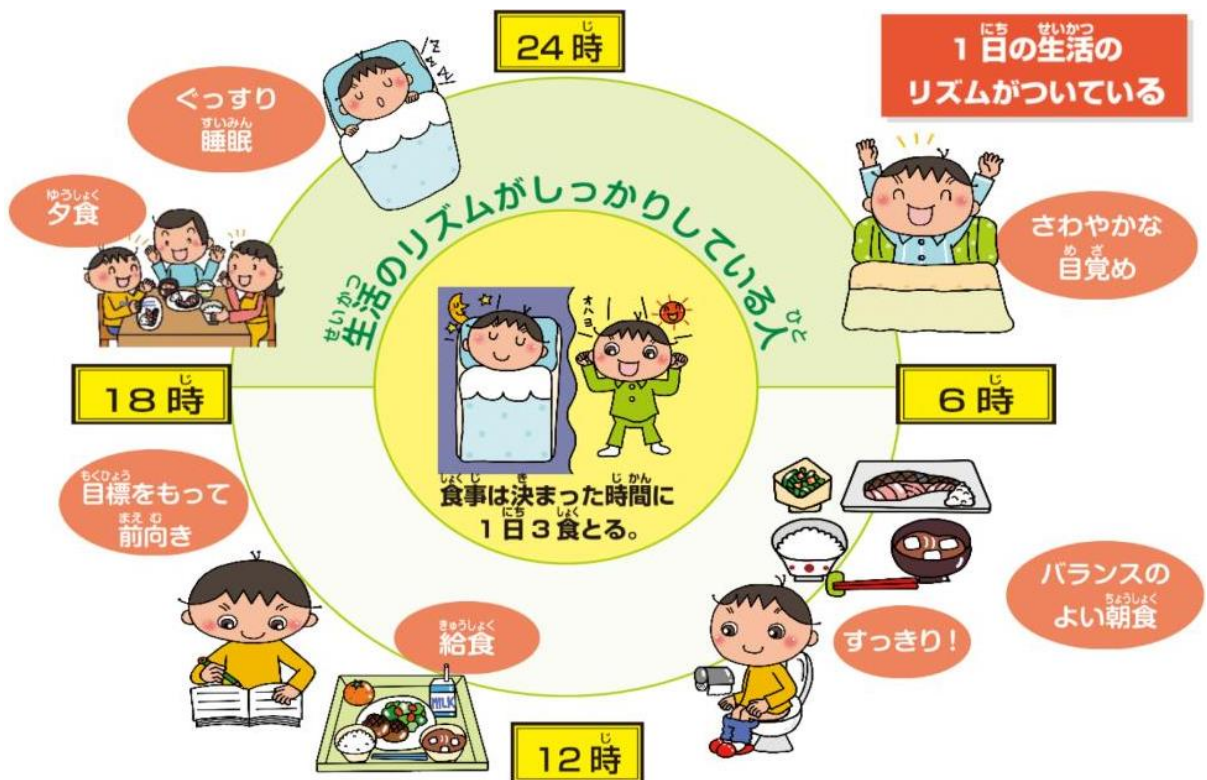 24時
1日の生活の
リズムがついている
ぐっすり
睡眠
夕食
さわやかな
目覚め
生活のリズムがしっかりしている人
オハヨ
18時
6時
食事は決まった時間に
1日3食とる。
目標をもって
前向き
バランスの
よい朝食
すっきり!
給食
MILK
12時